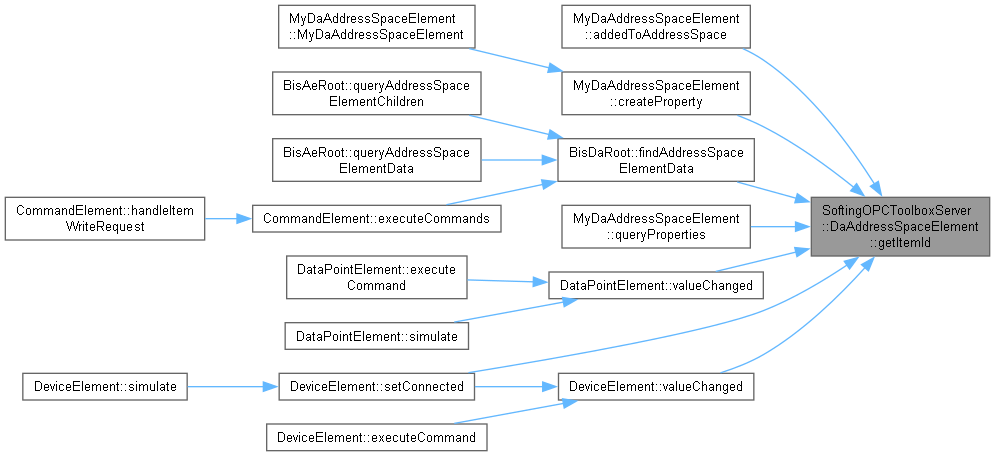 MyDaAddressSpaceElement
::MyDaAddressSpaceElement
MyDaAddressSpaceElement
::addedToAddressSpace
BisAeRoot::queryAddressSpace
ElementChildren
MyDaAddressSpaceElement
::createProperty
BisAeRoot::queryAddressSpace
ElementData
BisDaRoot::findAddressSpace
ElementData
CommandElement::handleItem
WriteRequest
CommandElement::executeCommands
MyDaAddressSpaceElement
::queryProperties
SoftingOPCToolboxServer
::DaAddressSpaceElement
::getItemId
DataPointElement::execute
Command
DataPointElement::valueChanged
DataPointElement::simulate
DeviceElement::simulate
DeviceElement::setConnected
DeviceElement::valueChanged
DeviceElement::executeCommand